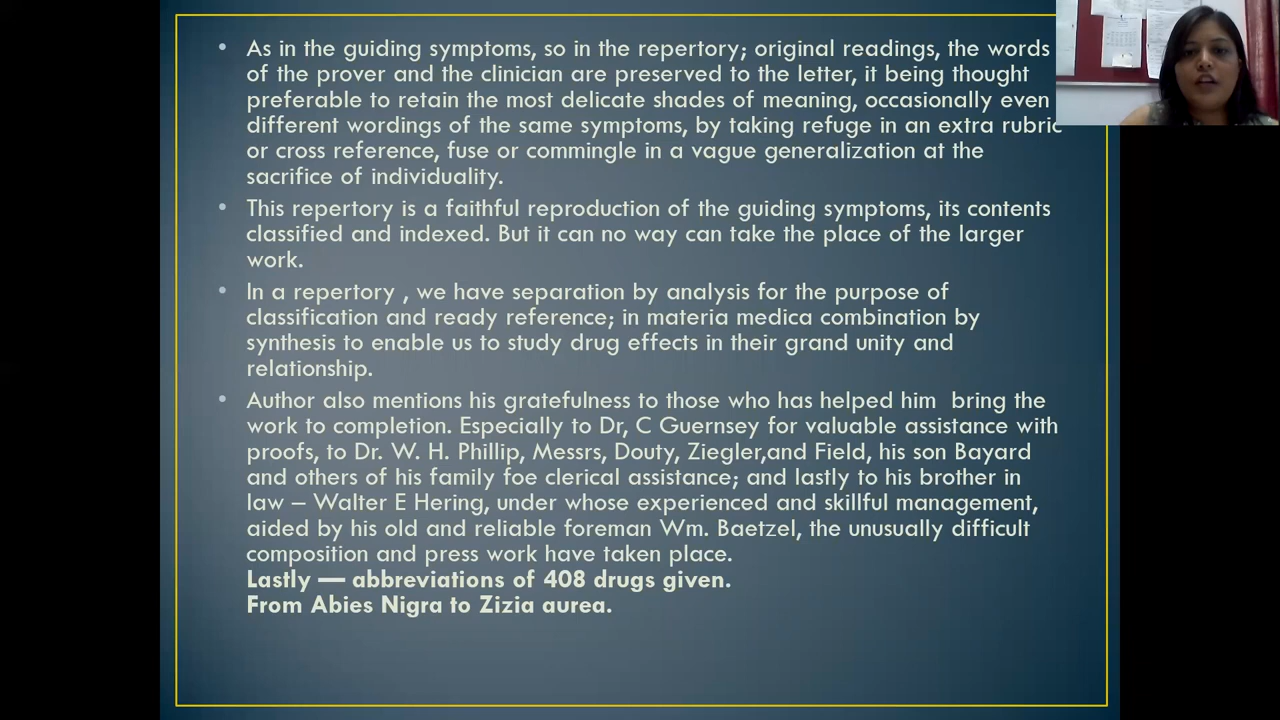 • As in the guiding symptoms, so in the repertory; original readings, the words
of the prover and the clinician are preserved to the letter, it being thought
preferable to retain the most delicate shades of meaning, occasionally even
different wordings of the same symptoms, by taking refuge in an extra rubric
or cross reference, fuse or commingle in a vague generalization at the
sacrifice of individuality.
• This repertory is a faithful reproduction of the guiding symptoms, its contents
classified and indexed. But it can no way can take the place of the larger
work.
• In a repertory , we have separation by analysis for the purpose of
classification and ready reference; in materia medica combination by
synthesis to enable us to study drug effects in their grand unity and
relationship.
• Author also mentions his gratefulness to those who has helped him  bring the
work to completion. Especially to Dr, C Guernsey for valuable assistance with
proofs, to Dr. W. H. Phillip, Messrs, Douty, Ziegler,and Field, his son Bayard
and others of his family foe clerical assistance; and lastly to his brother in
law – Walter E Hering, under whose experienced and skillful management,
aided by his old and reliable foreman Wm. Baetzel, the unusually difficult
composition and press work have taken place.
Lastly — abbreviations of 408 drugs given.
From Abies Nigra to Zizia aurea.